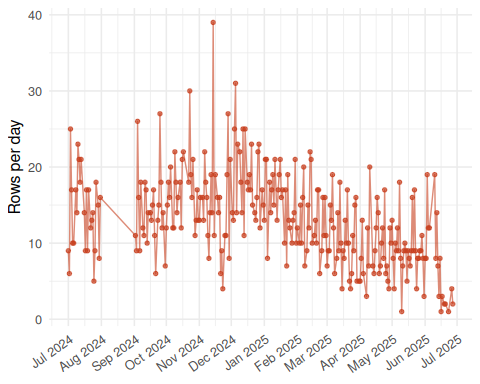 Rows per day
40
30
20
10
0
Jul 2024
Aug 2024
Sep 2024
Oct 2024
Nov 2024
Dec 2024
Jan 2025
Feb 2025
Mar 2025
Apr 2025
May 2025
Jun 2025
Jul 2025